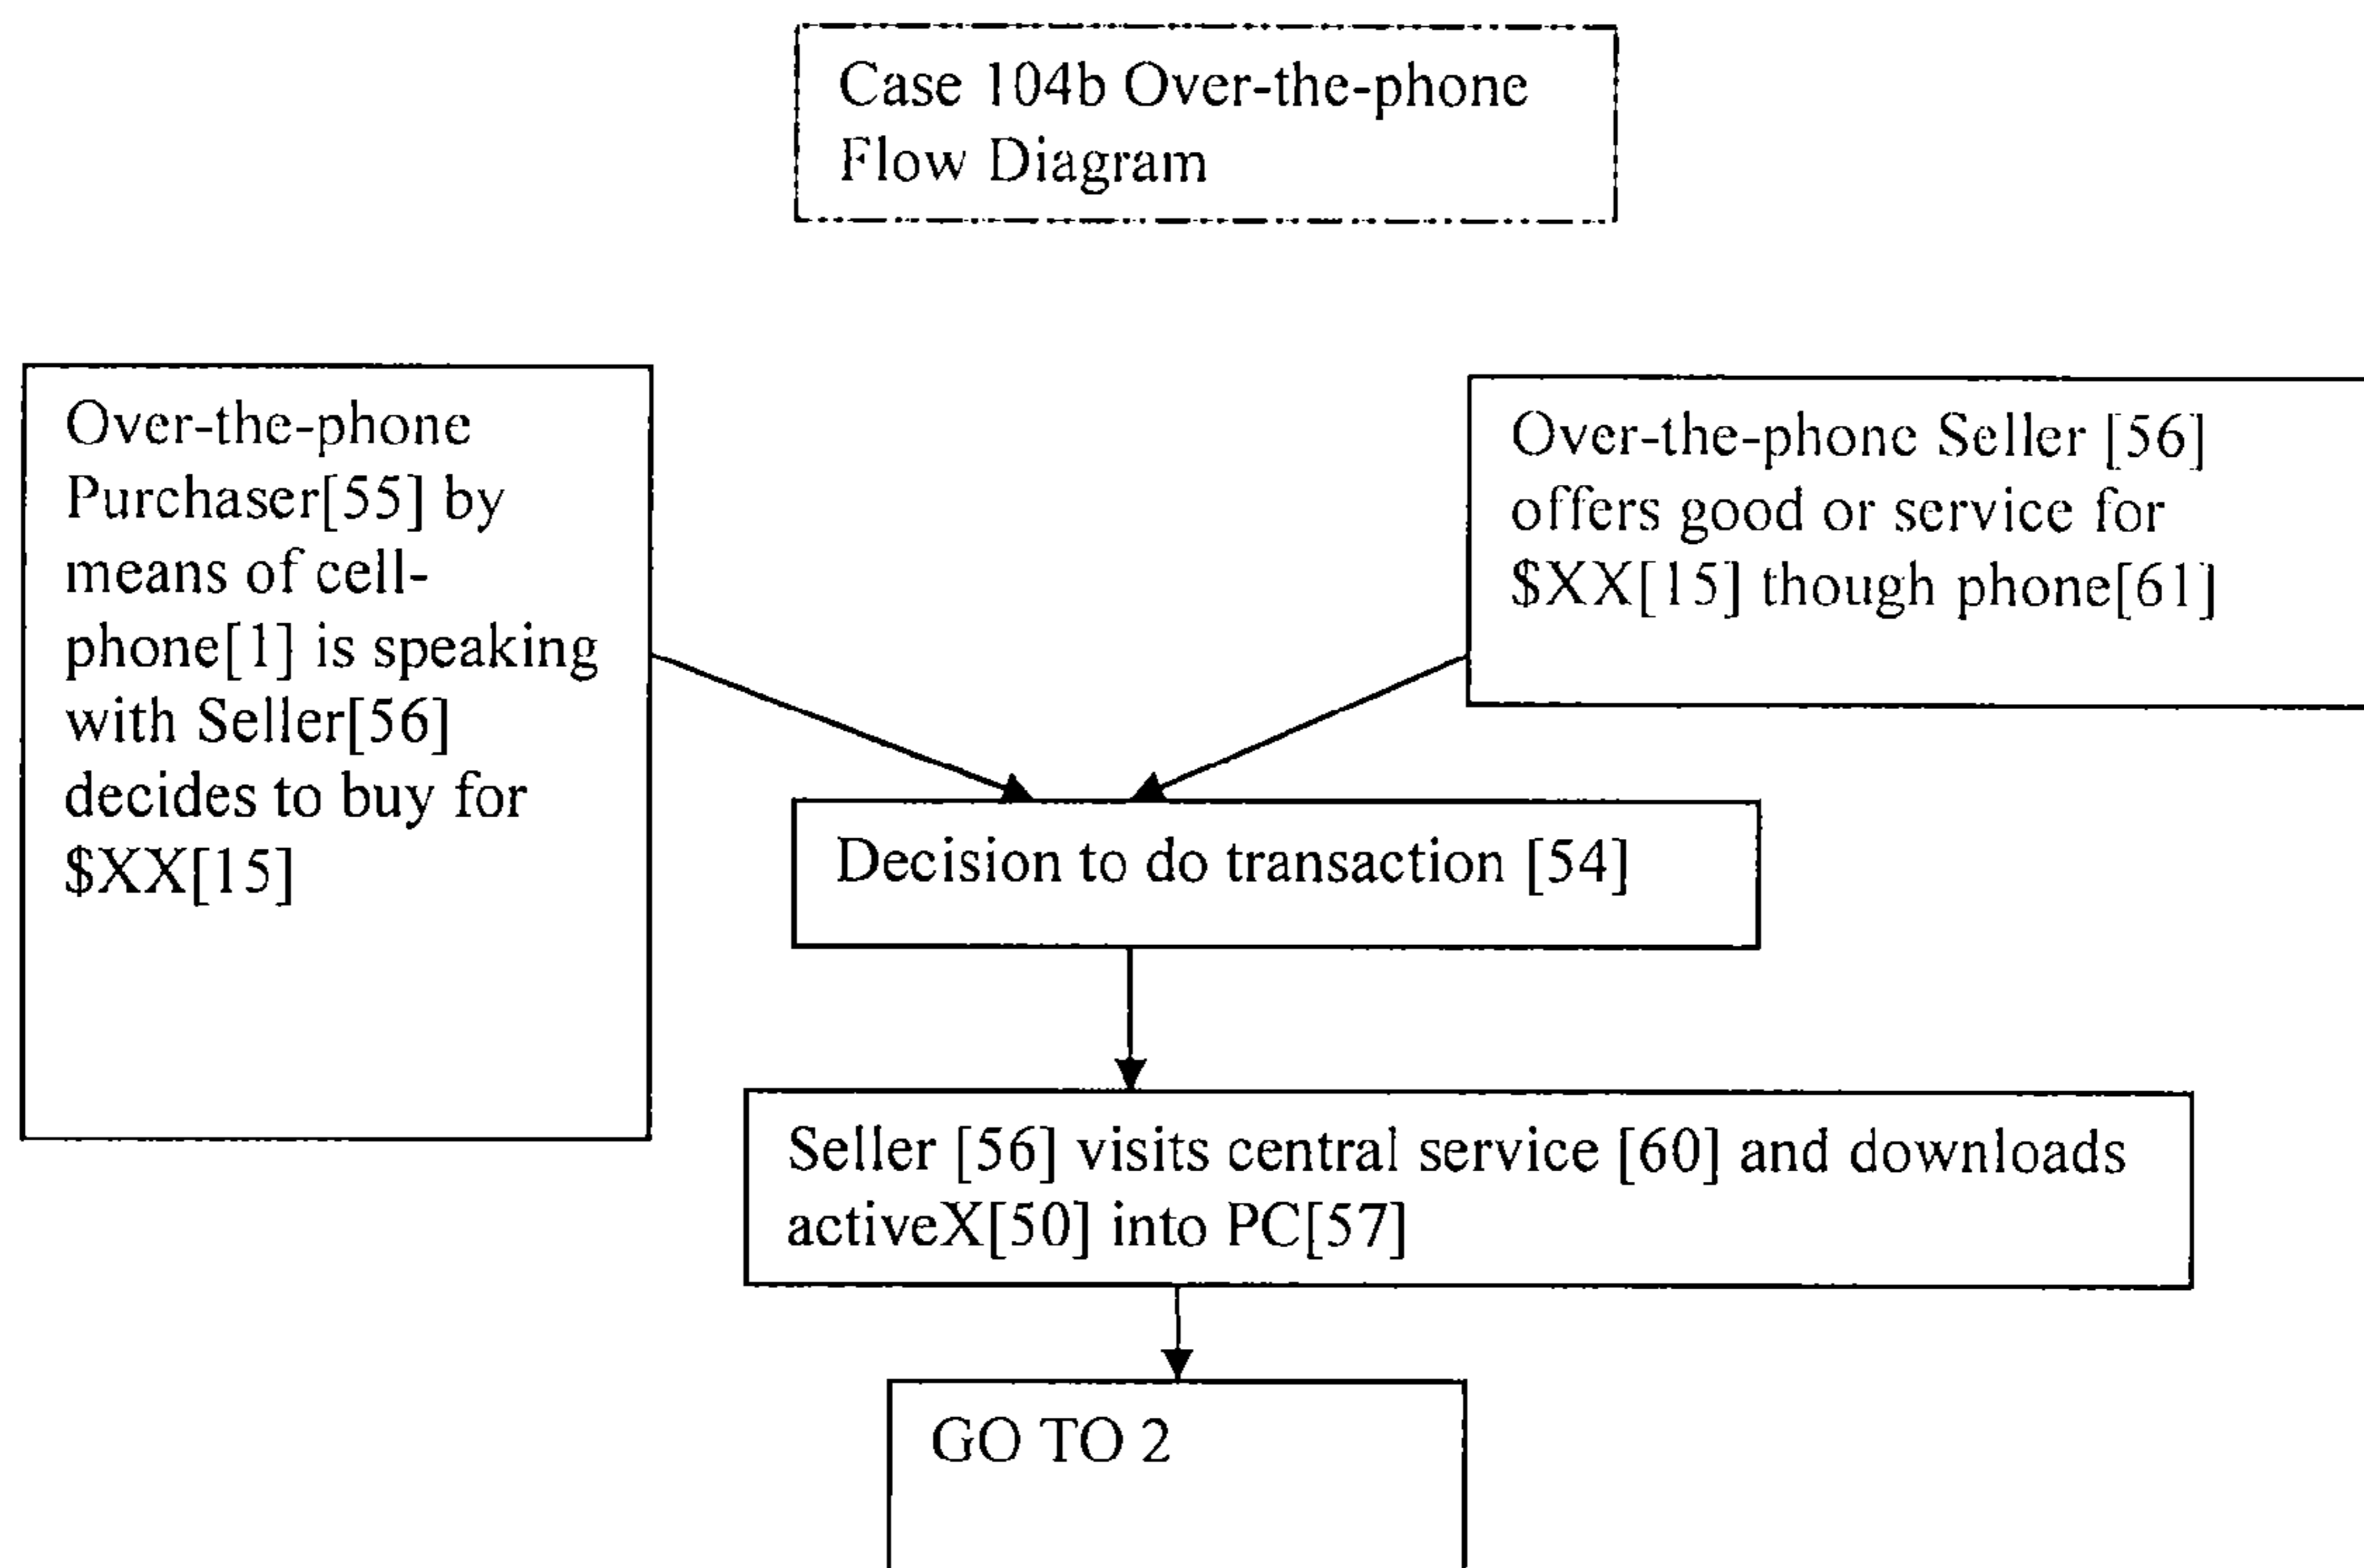 Case 104b Over-the-phone
Flow Diagram
Over-the-phone
Purchaser[55] by
means of cell-
phone[1] is speaking
with Seller[56]
decides to buy for
$XX[15]
Over-the-phone Seller [56]
offers good or service for
$XX[15] though phone[61]
Decision to do transaction [54]
Seller [56] visits central service [60] and downloads
activeX[50] into PC[57]
GO TO 2